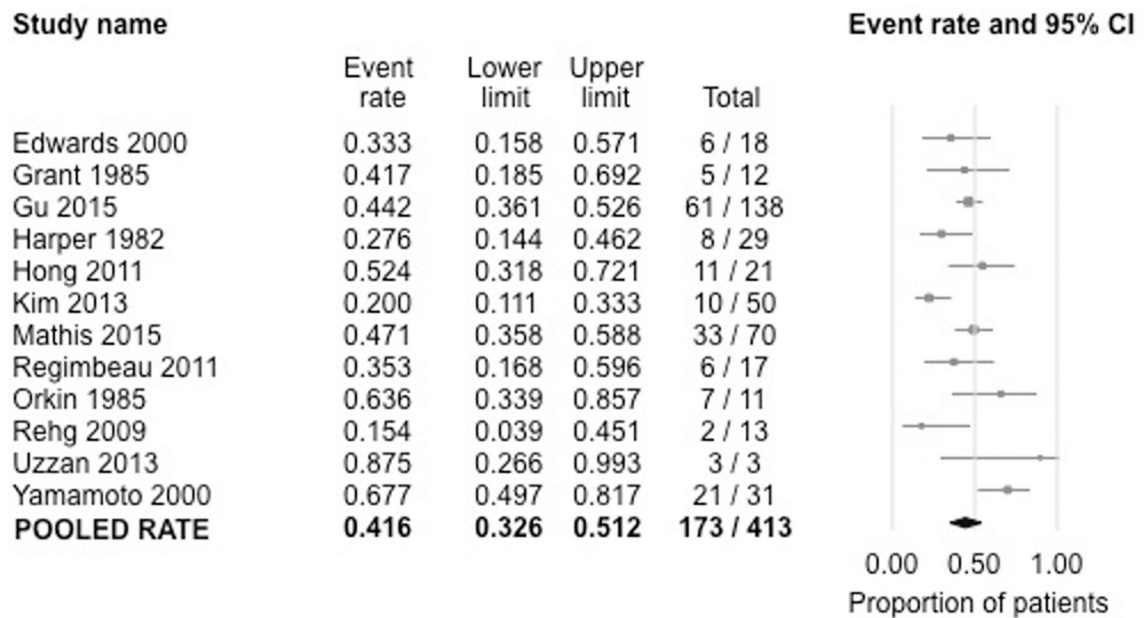 Study name Event rate and 95% CI
Event rate Lower limit Upper limit Total
Edwards 2000 0.333 0.158 0.571 6 / 18
Grant 1985 0.417 0.185 0.692 5 / 12
Gu 2015 0.442 0.361 0.526 61 / 138
Harper 1982 0.276 0.144 0.462 8 / 29
Hong 2011 0.524 0.318 0.721 11 / 21
Kim 2013 0.200 0.111 0.333 10 / 50
Mathis 2015 0.471 0.358 0.588 33 / 70
Regimbeau 2011 0.353 0.168 0.596 6 / 17
Orkin 1985 0.636 0.339 0.857 7 / 11
Rehg 2009 0.154 0.039 0.451 2 / 13
Uzzan 2013 0.875 0.266 0.993 3 / 3
Yamamoto 2000 0.677 0.497 0.817 21 / 31
POOLED RATE 0.416 0.326 0.512 173 / 413
0.00 0.50 1.00
Proportion of patients